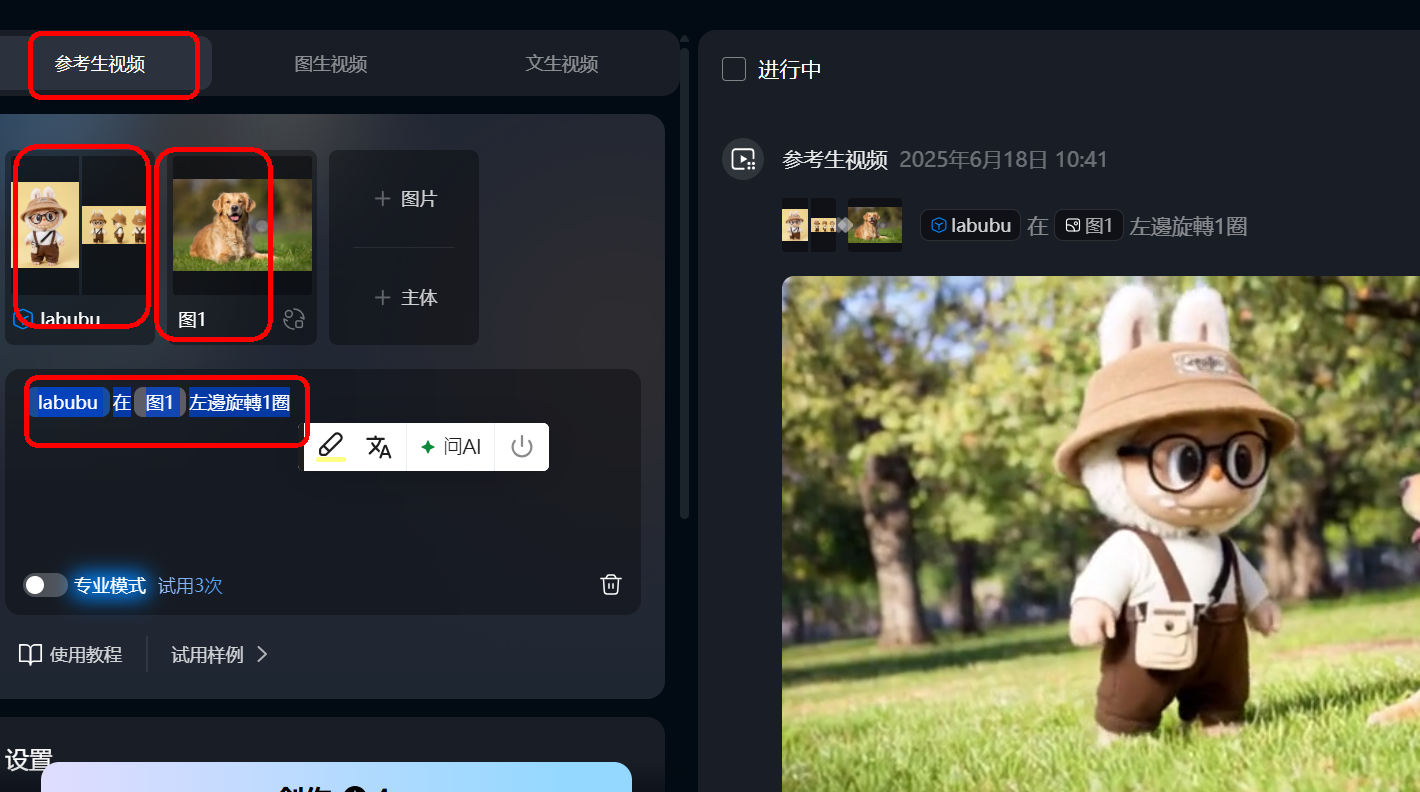 参考生视频
图生视频
文生视频
labubu
图1
图片
主体
labubu 在 图1 左邊旋轉1圈
问AI
专业模式 试用3次
使用教程
试用样例
设置
进行中
参考生视频 2025年6月18日 10:41
labubu 在 图1 左邊旋轉1圈